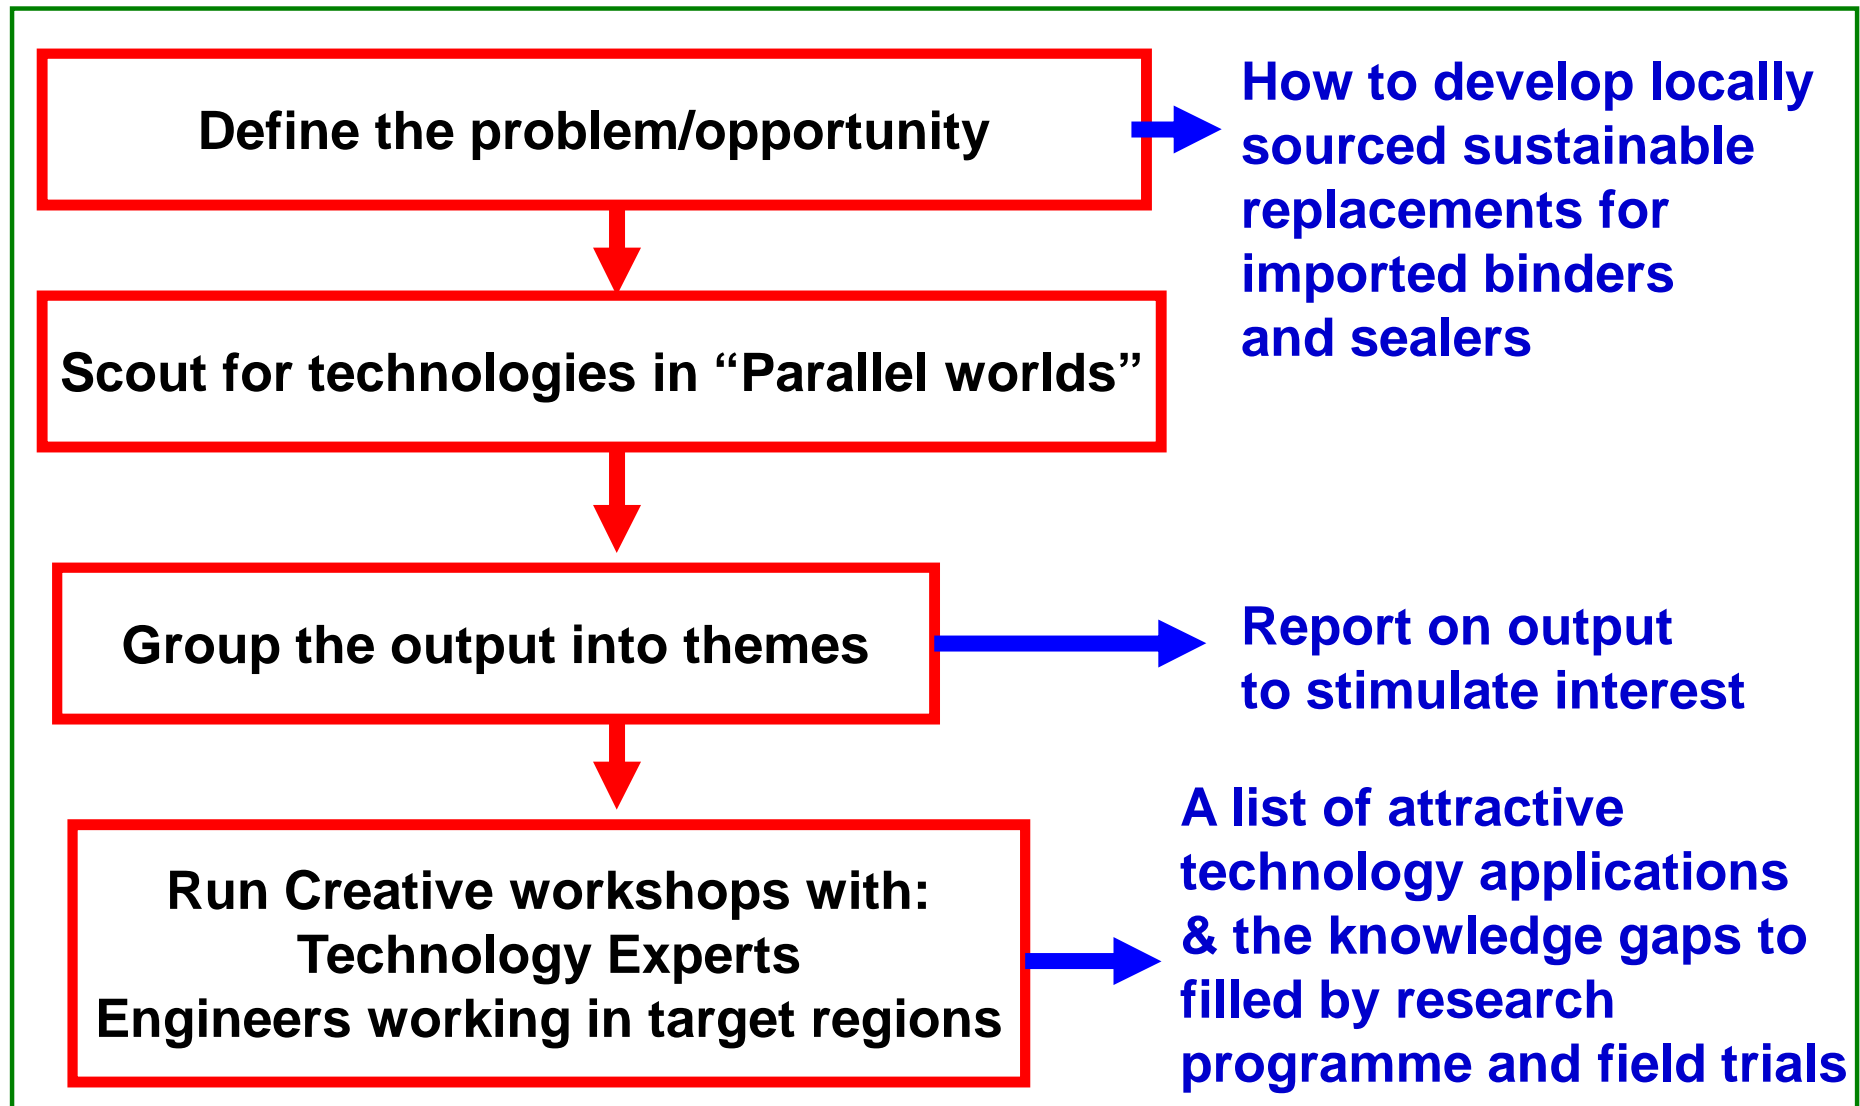 Define the problem/opportunity
How to develop locally
sourced sustainable
replacements for
imported binders
and sealers
Scout for technologies in “Parallel worlds”
Group the output into themes
Report on output
to stimulate interest
Run Creative workshops with:
Technology Experts
Engineers working in target regions
A list of attractive
technology applications
& the knowledge gaps to
filled by research
programme and field trials